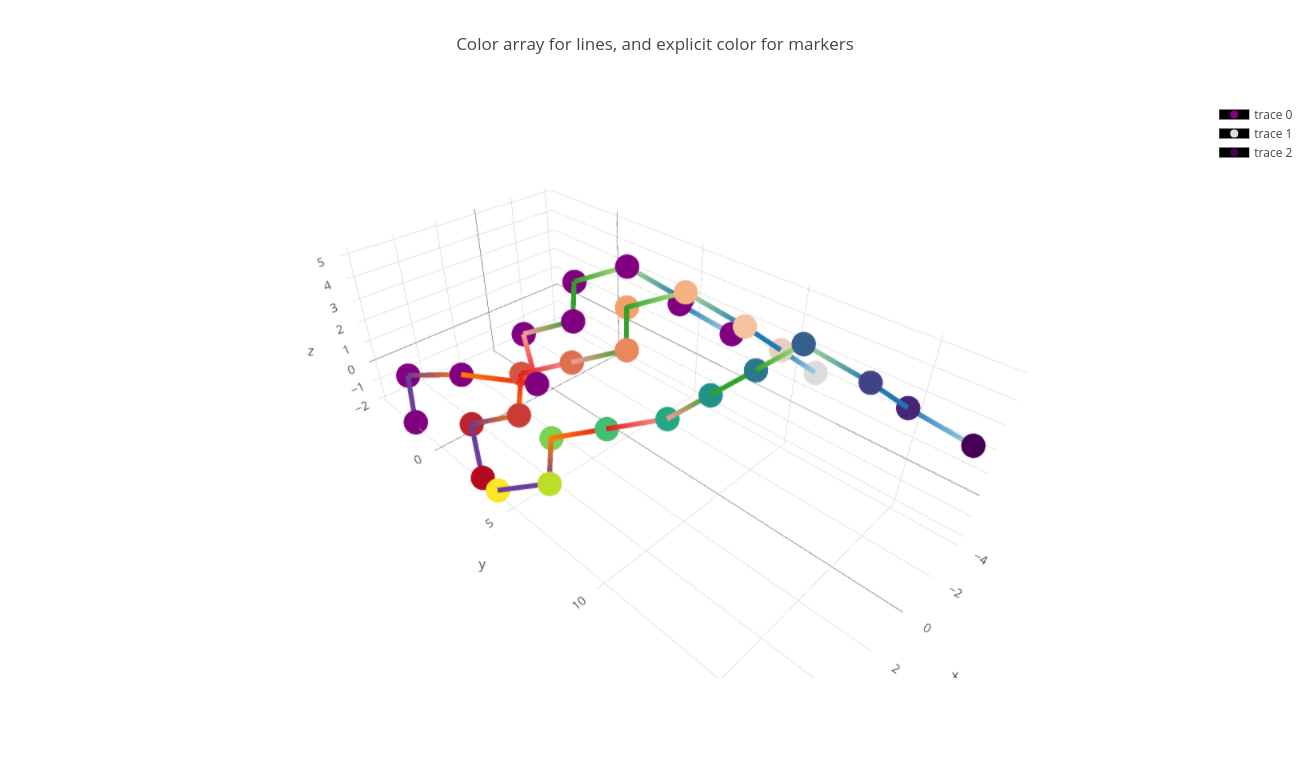 Color array for lines, and explicit color for markers
trace 0
trace 1
trace 2
5
4
3
2
1
0
−1
−2
z
0
5
10
y
−4
−2
0
2
x